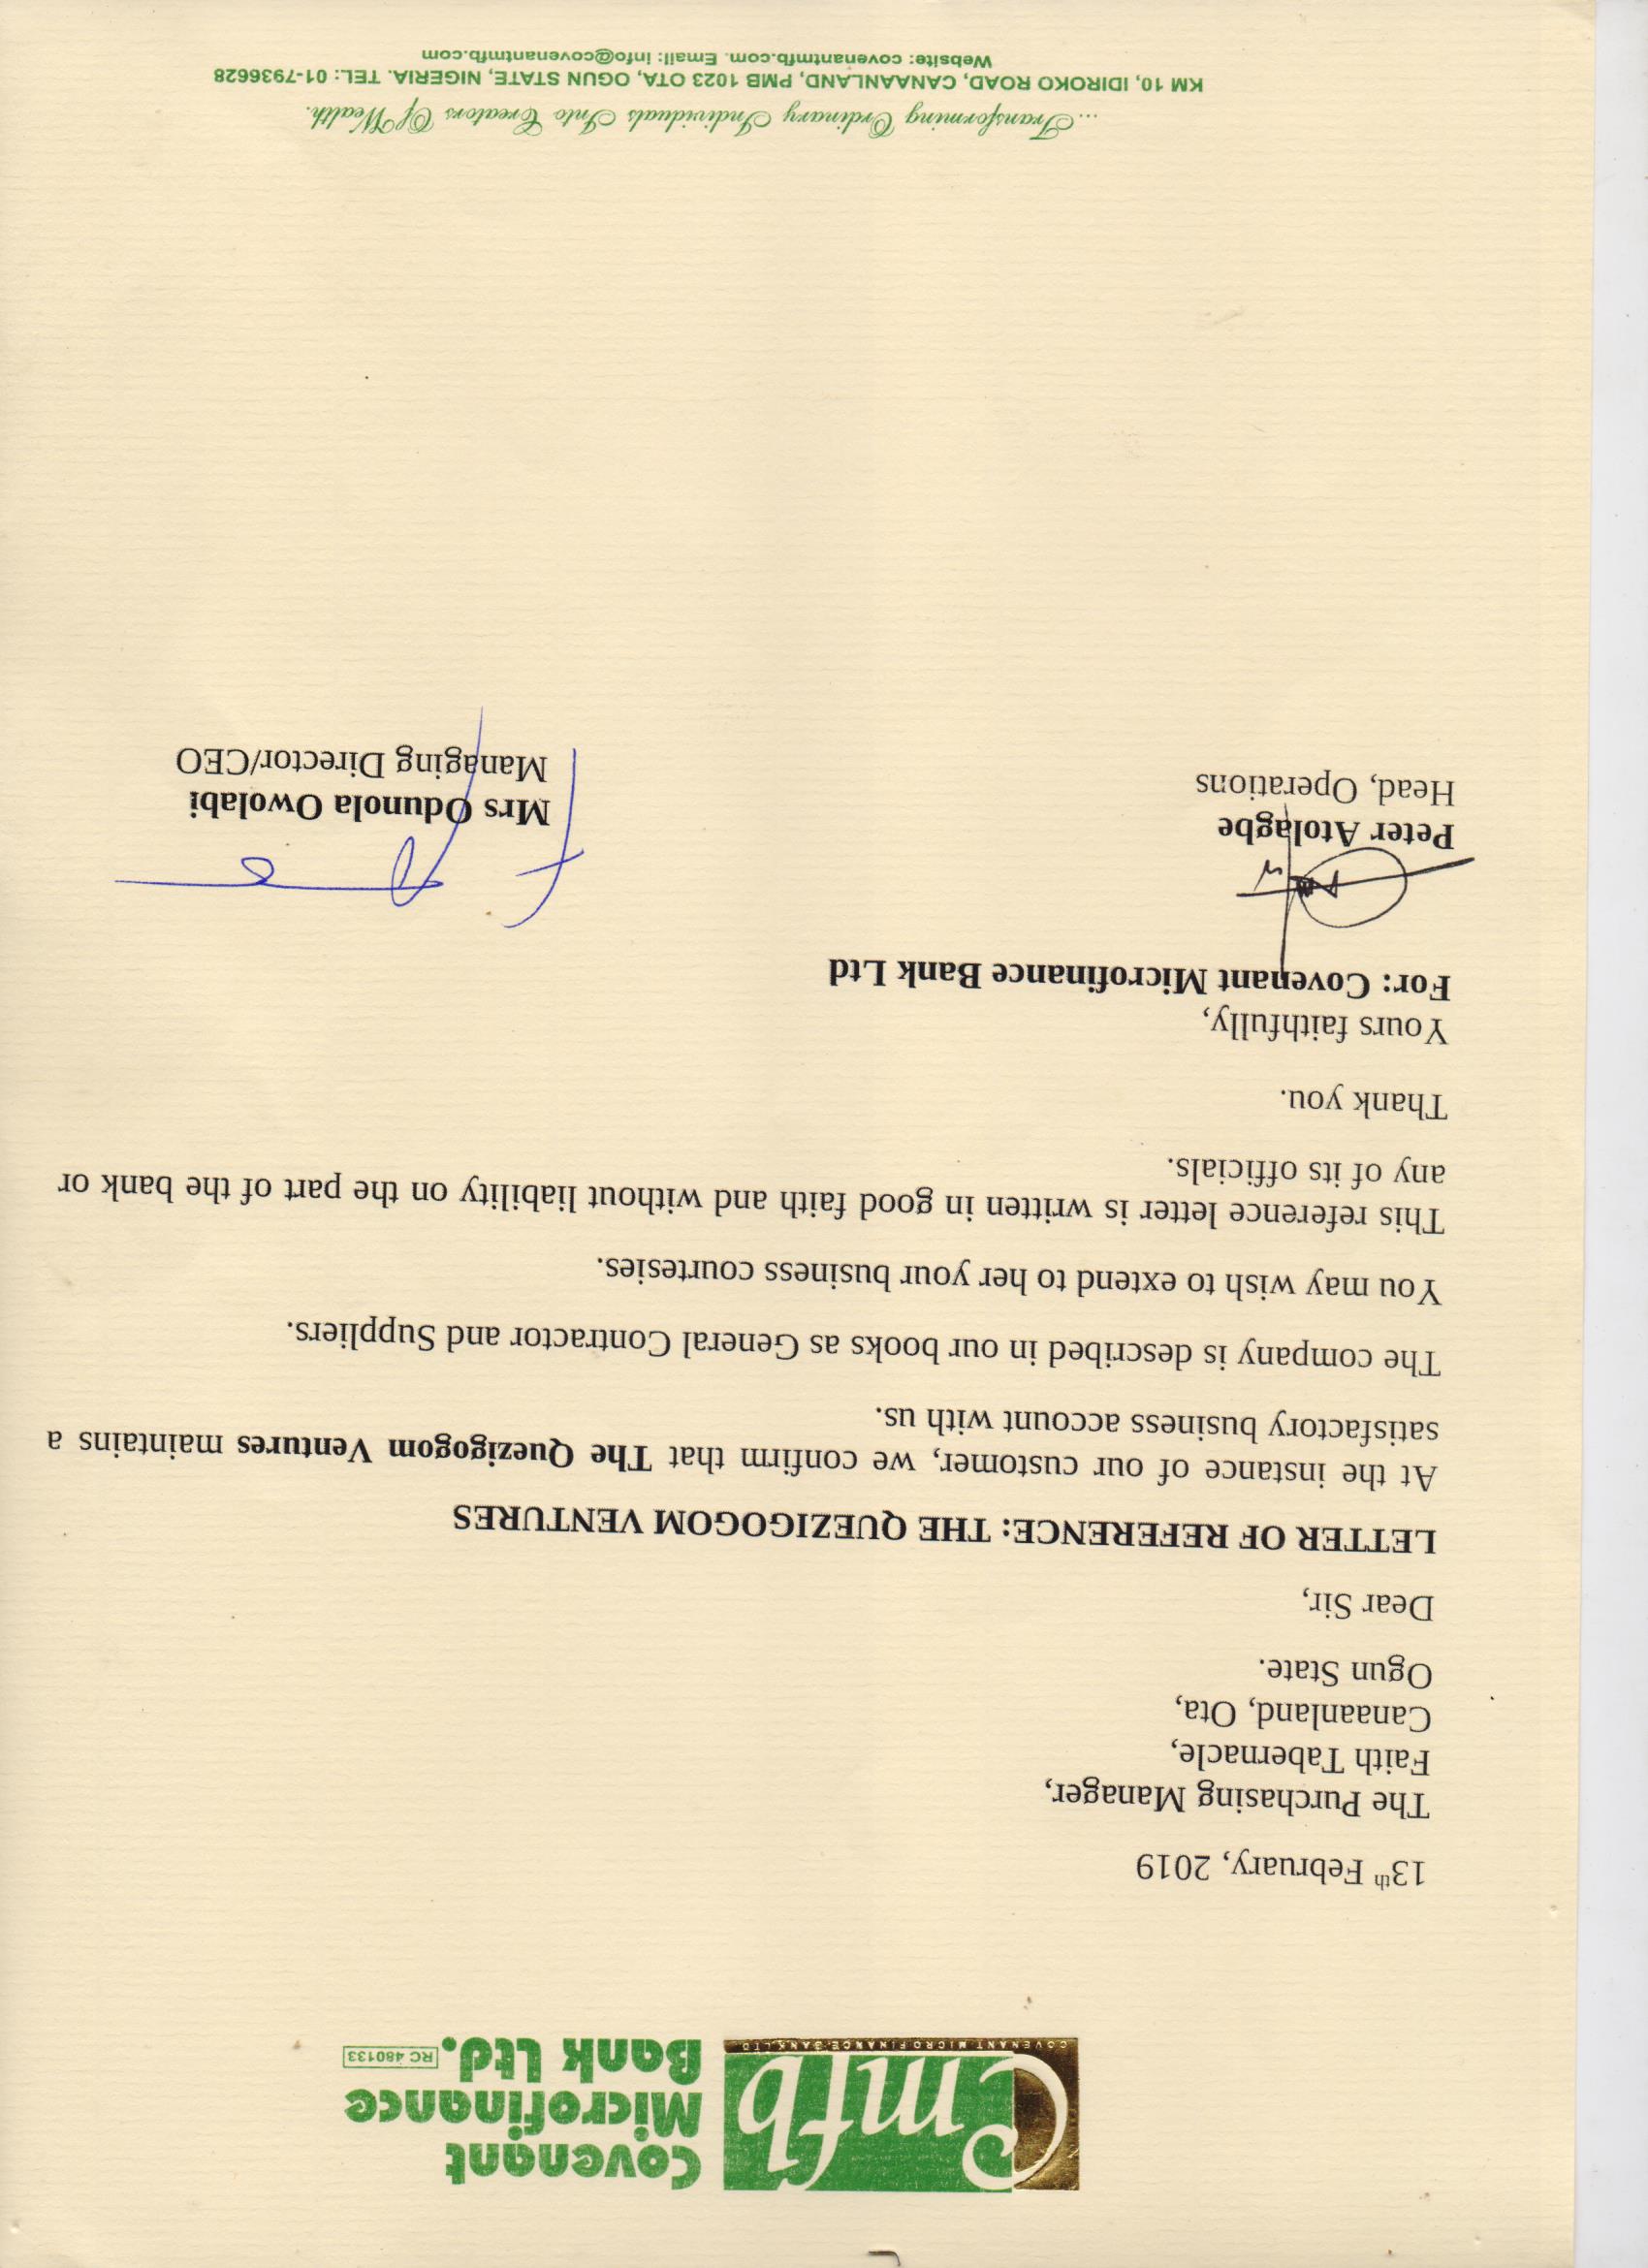 Covenant
Microfinance
Bank Ltd.
RC 480133
Cmfb
COVENANT MICROFINANCE BANK LTD
13th February, 2019
The Purchasing Manager,
Faith Tabernacle,
Canaanland, Ota,
Ogun State.
Dear Sir,
LETTER OF REFERENCE: THE QUEZIGOGOM VENTURES
At the instance of our customer, we confirm that The Quezigogom Ventures maintains a
satisfactory business account with us.
The company is described in our books as General Contractor and Suppliers.
You may wish to extend to her your business courtesies.
This reference letter is written in good faith and without liability on the part of the bank or
any of its officials.
Thank you.
Yours faithfully,
For: Covenant Microfinance Bank Ltd
Peter Atolagbe
Head, Operations
Mrs Odunola Owolabi
Managing Director/CEO
...Transforming Ordinary Individuals Into Creators Of Wealth.
KM 10, IDIROKO ROAD, CANAANLAND, PMB 1023 OTA, OGUN STATE, NIGERIA. TEL: 01-7936628
Website: covenantmfb.com. Email: info@covenantmfb.com